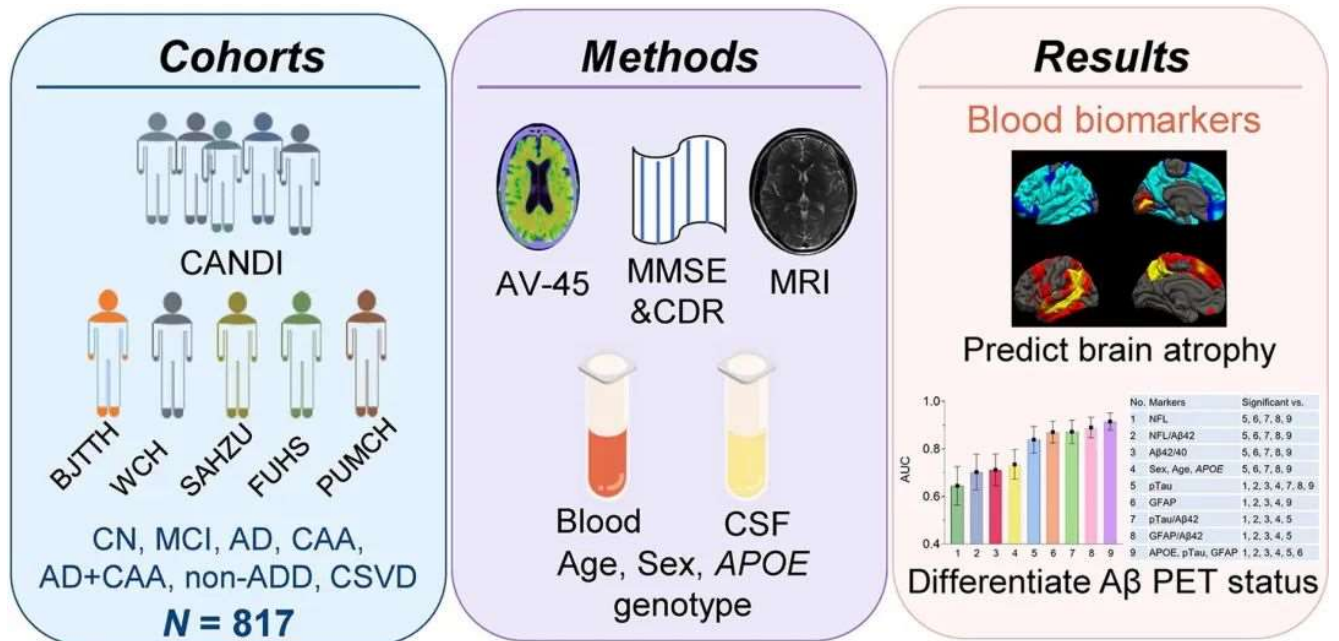 Cohorts
CANDI
BJTTH
WCH
SAHZU
FUHS
PUMCH
CN, MCI, AD, CAA,
AD+CAA, non-ADD, CSVD
N = 817
Methods
AV-45
MMSE
&CDR
MRI
Blood
CSF
Age, Sex, APOE
genotype
Results
Blood biomarkers
Predict brain atrophy
1.0
0.8
0.6
0.4
AUC
1 2 3 4 5 6 7 8 9
No. Markers Significant vs.
1 NFL 5, 6, 7, 8, 9
2 NFL/Aβ42 5, 6, 7, 8, 9
3 Aβ42/40 5, 6, 7, 8, 9
4 Sex, Age, APOE 5, 6, 7, 8, 9
5 pTau 1, 2, 3, 4, 7, 8, 9
6 GFAP 1, 2, 3, 4, 9
7 pTau/Aβ42 1, 2, 3, 4, 5
8 GFAP/Aβ42 1, 2, 3, 4, 5
9 APOE, pTau, GFAP 1, 2, 3, 4, 5, 6
Differentiate Aβ PET status